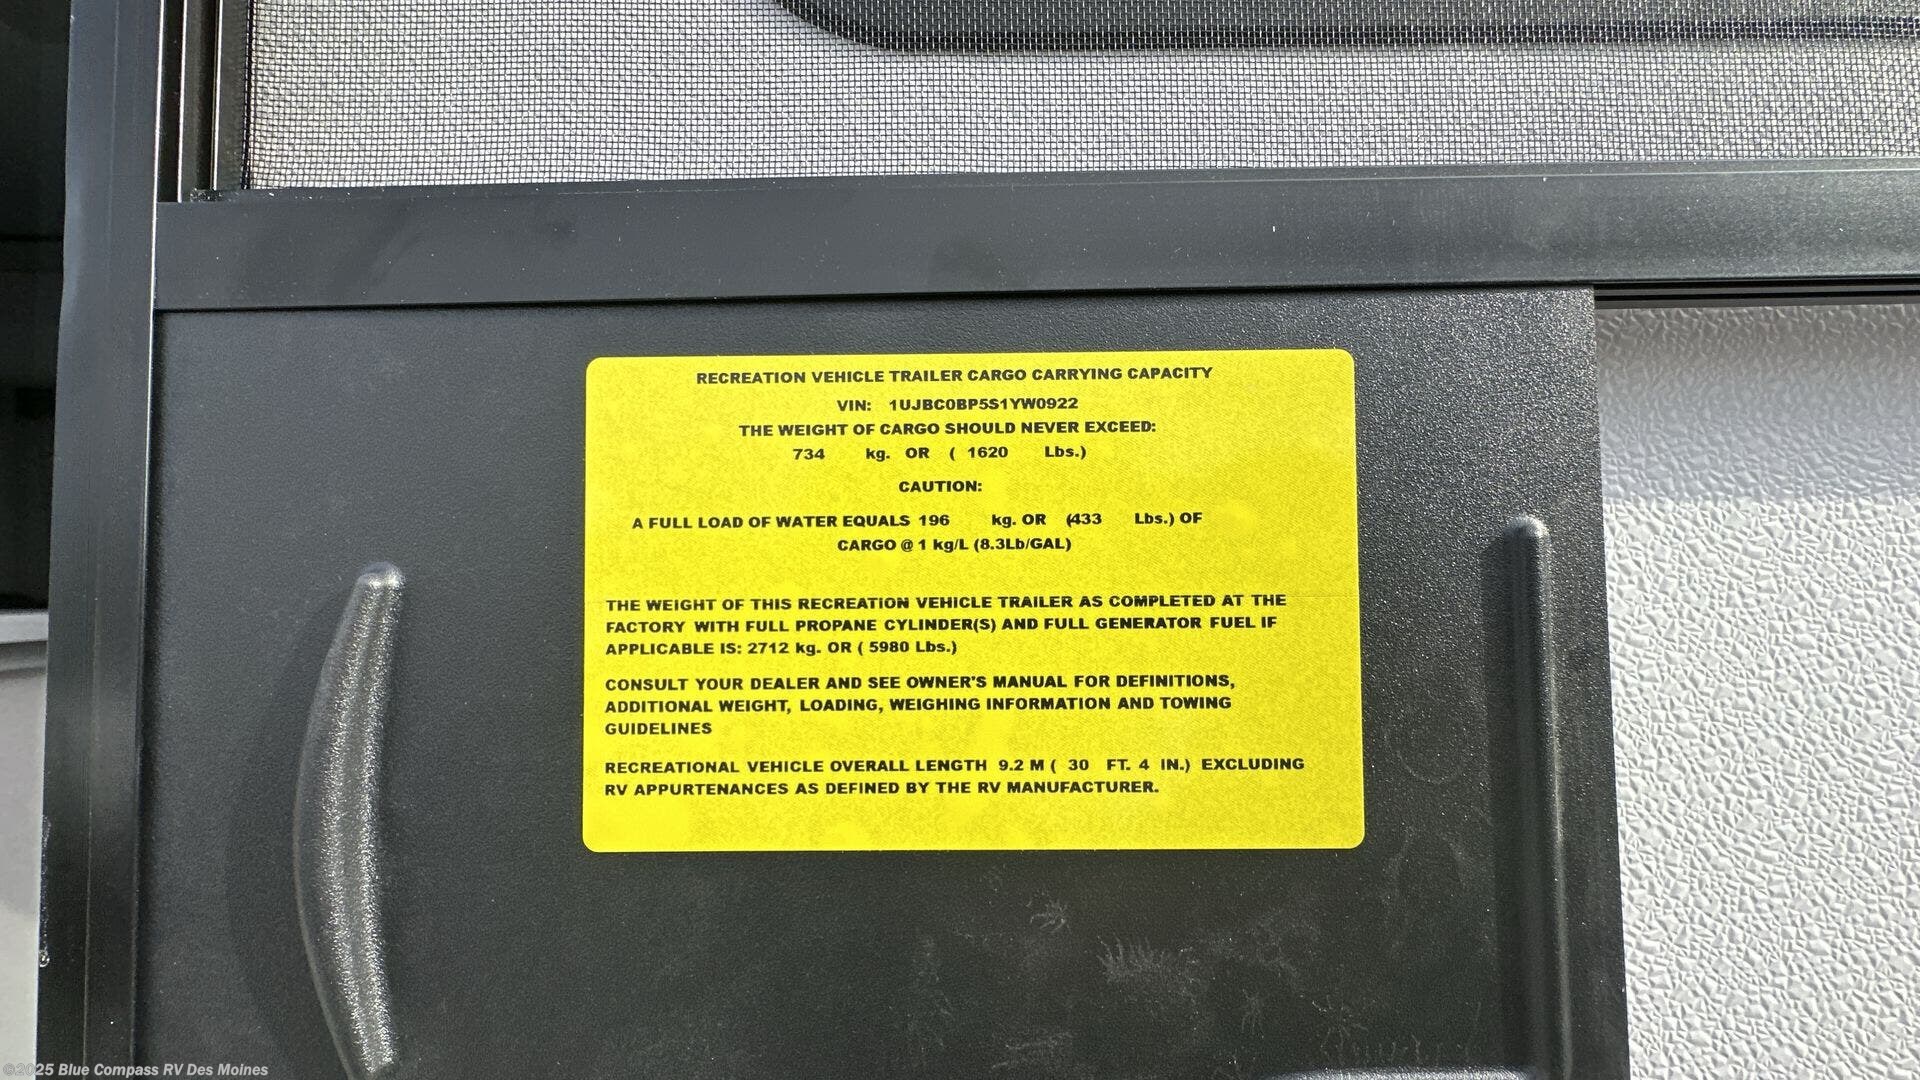 RECREATION VEHICLE TRAILER CARGO CARRYING CAPACITY
VIN: 1UJBC0BP5S1YW0922
THE WEIGHT OF CARGO SHOULD NEVER EXCEED:
734 kg. OR ( 1620 Lbs.)
CAUTION:
A FULL LOAD OF WATER EQUALS 196 kg. OR (433 Lbs.) OF
CARGO @ 1 kg/L (8.3Lb/GAL)
THE WEIGHT OF THIS RECREATION VEHICLE TRAILER AS COMPLETED AT THE
FACTORY WITH FULL PROPANE CYLINDER(S) AND FULL GENERATOR FUEL IF
APPLICABLE IS: 2712 kg. OR ( 5980 Lbs.)
CONSULT YOUR DEALER AND SEE OWNER'S MANUAL FOR DEFINITIONS,
ADDITIONAL WEIGHT, LOADING, WEIGHING INFORMATION AND TOWING
GUIDELINES
RECREATIONAL VEHICLE OVERALL LENGTH 9.2 M ( 30 FT. 4 IN.) EXCLUDING
RV APPURTENANCES AS DEFINED BY THE RV MANUFACTURER.
©2025 Blue Compass RV Des Moines